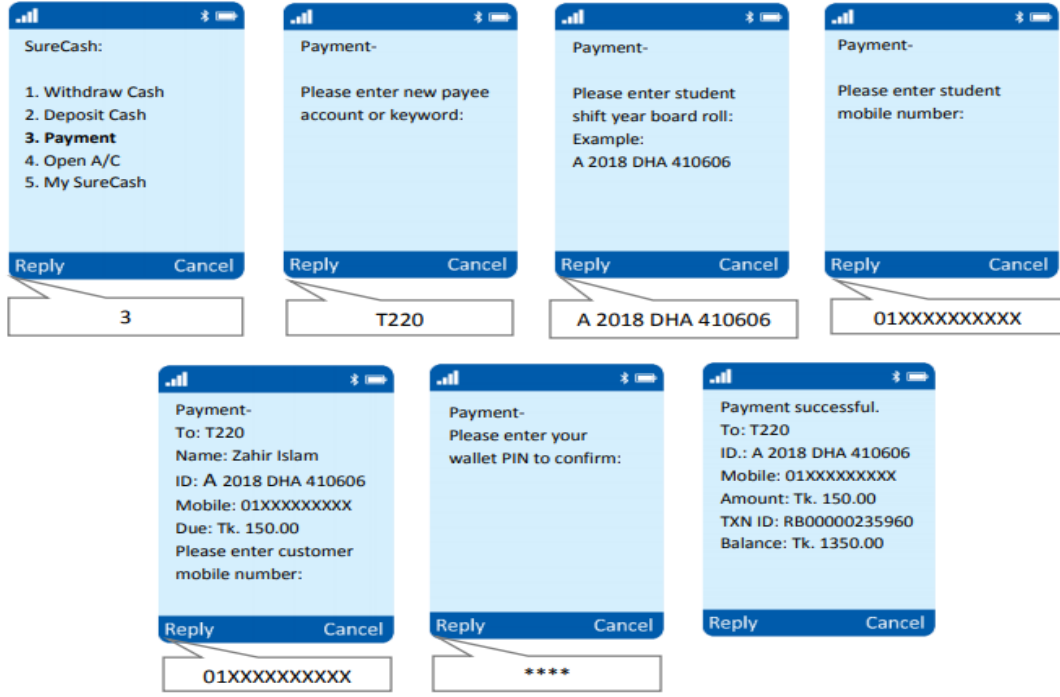 SureCash:
1. Withdraw Cash
2. Deposit Cash
3. Payment
4. Open A/C
5. My SureCash
Reply Cancel
3
Payment-
Please enter new payee
account or keyword:
Reply Cancel
T220
Payment-
Please enter student
shift year board roll:
Example:
A 2018 DHA 410606
Reply Cancel
A 2018 DHA 410606
Payment-
Please enter student
mobile number:
Reply Cancel
01XXXXXXXXXX
Payment-
To: T220
Name: Zahir Islam
ID: A 2018 DHA 410606
Mobile: 01XXXXXXXXX
Due: Tk. 150.00
Please enter customer
mobile number:
Reply Cancel
01XXXXXXXXXX
Payment-
Please enter your
wallet PIN to confirm:
Reply Cancel
****
Payment successful.
To: T220
ID.: A 2018 DHA 410606
Mobile: 01XXXXXXXXX
Amount: Tk. 150.00
TXN ID: RB00000235960
Balance: Tk. 1350.00
Reply Cancel